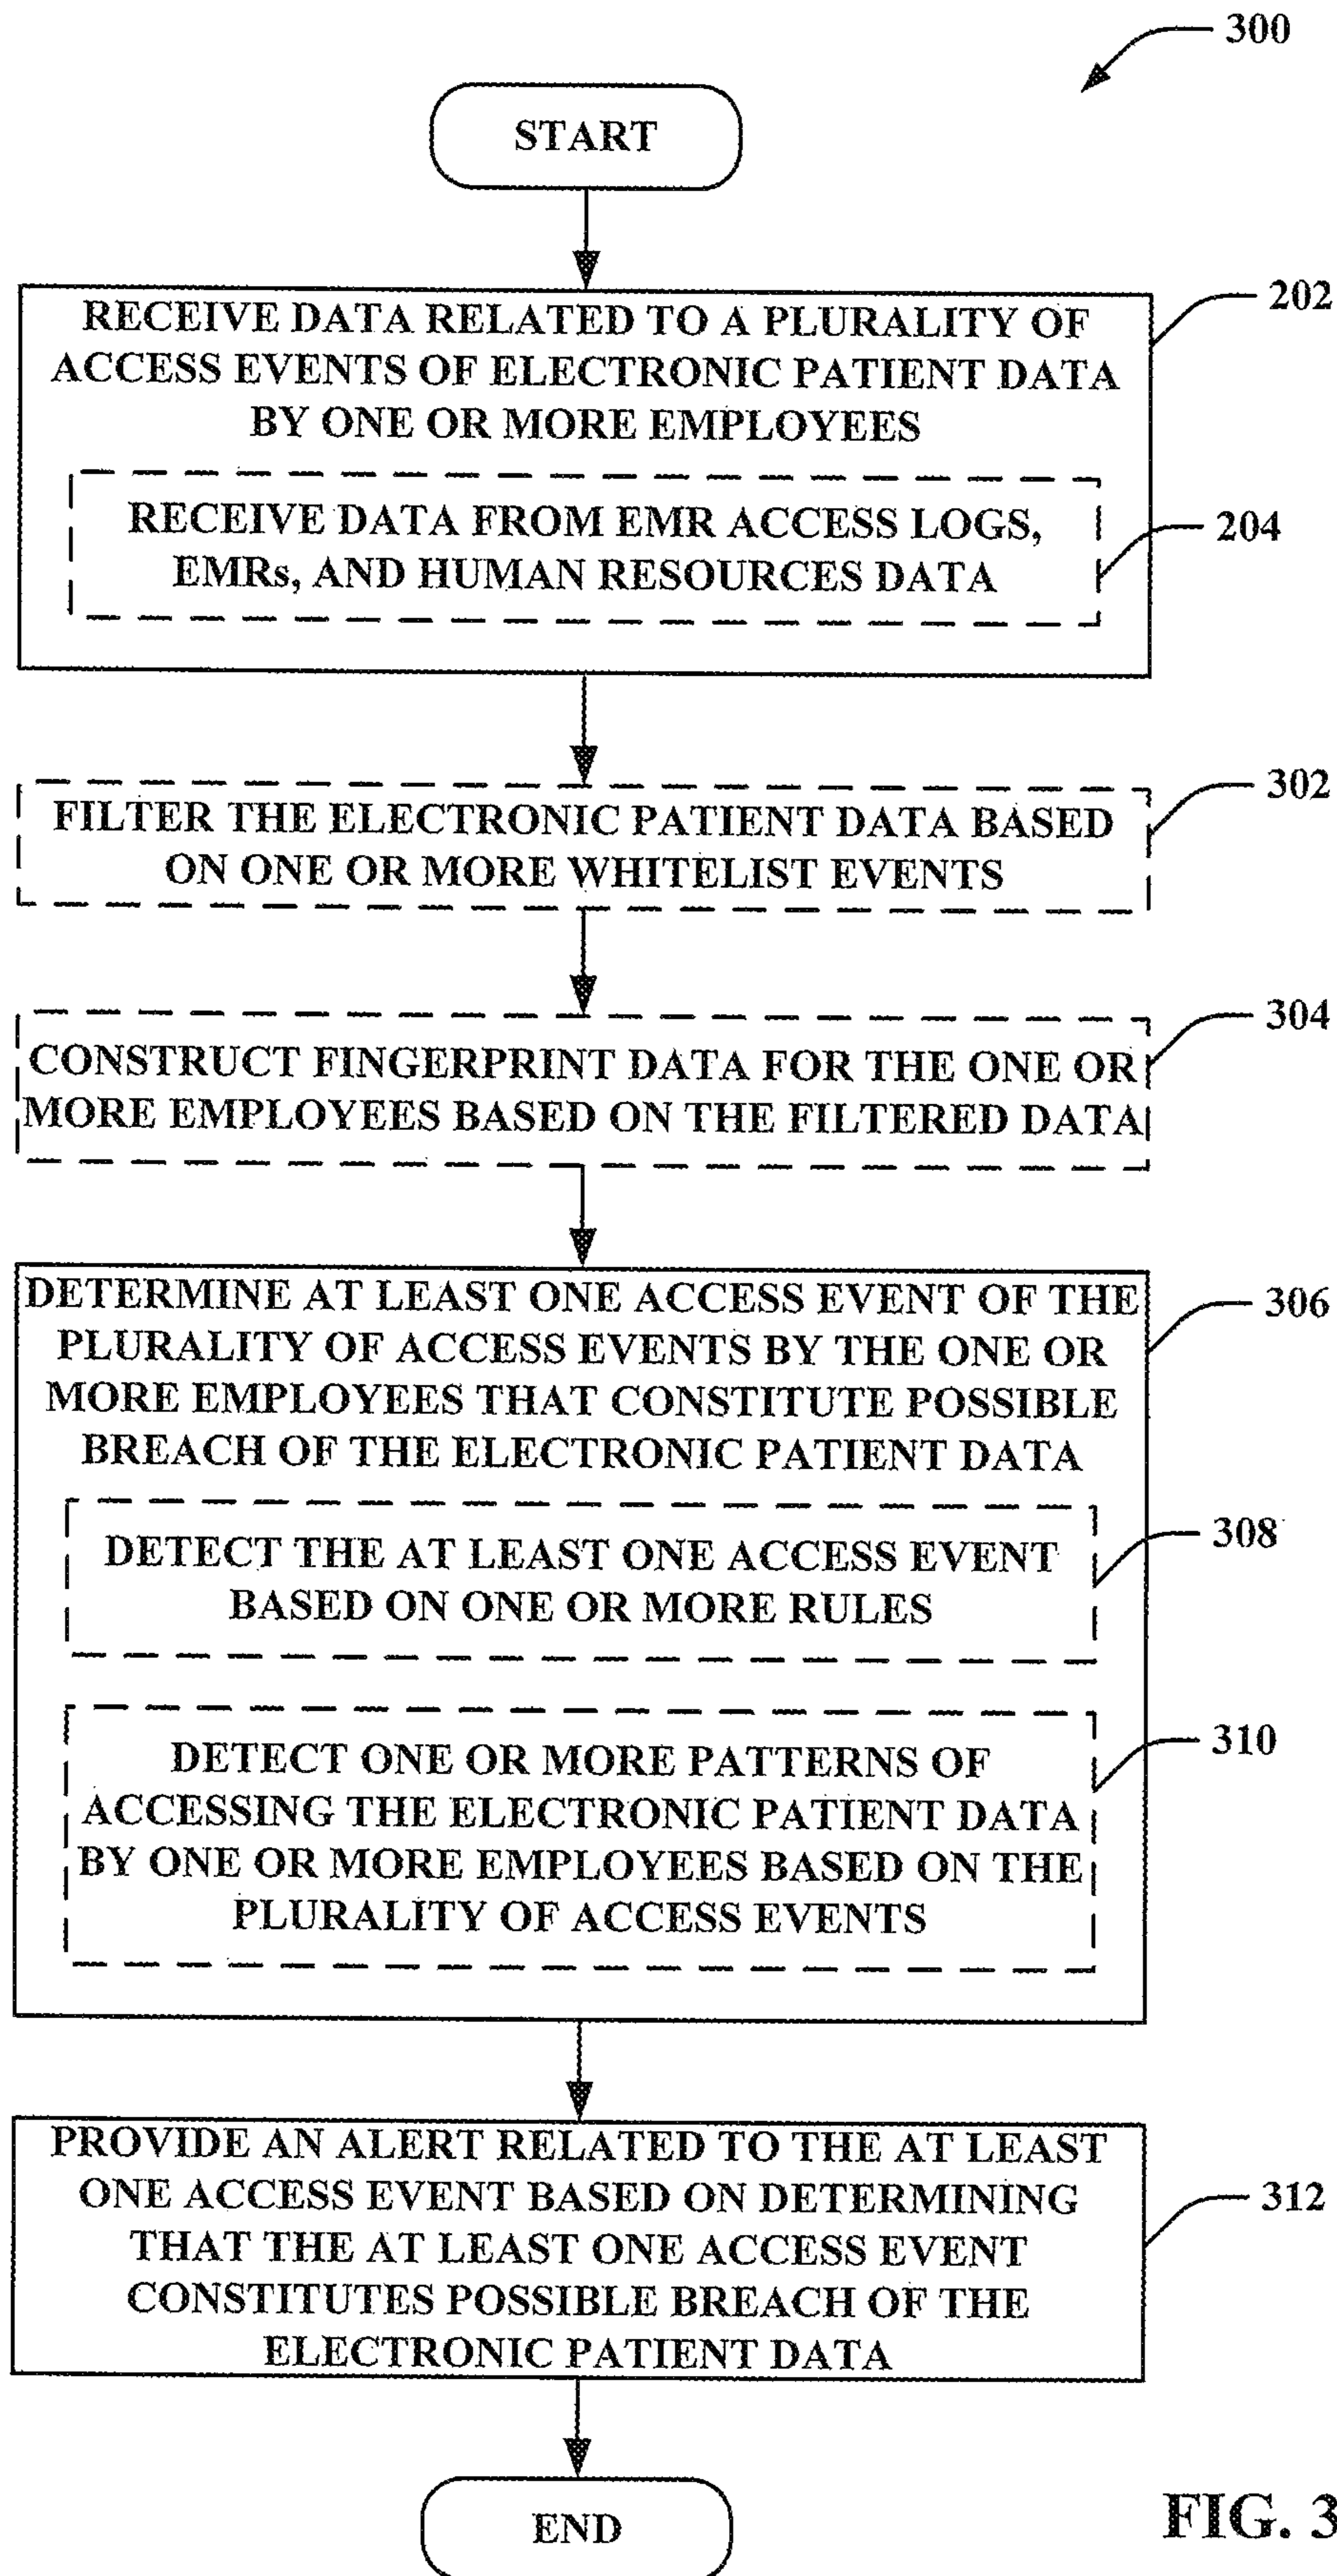 300
START
202
RECEIVE DATA RELATED TO A PLURALITY OF
ACCESS EVENTS OF ELECTRONIC PATIENT DATA
BY ONE OR MORE EMPLOYEES
RECEIVE DATA FROM EMR ACCESS LOGS,
EMRs, AND HUMAN RESOURCES DATA
204
302
FILTER THE ELECTRONIC PATIENT DATA BASED
ON ONE OR MORE WHITELIST EVENTS
304
CONSTRUCT FINGERPRINT DATA FOR THE ONE OR
MORE EMPLOYEES BASED ON THE FILTERED DATA
DETERMINE AT LEAST ONE ACCESS EVENT OF THE
306
PLURALITY OF ACCESS EVENTS BY THE ONE OR
MORE EMPLOYEES THAT CONSTITUTE POSSIBLE
BREACH OF THE ELECTRONIC PATIENT DATA
308
DETECT THE AT LEAST ONE ACCESS EVENT
BASED ON ONE OR MORE RULES
310
DETECT ONE OR MORE PATTERNS OF
ACCESSING THE ELECTRONIC PATIENT DATA
BY ONE OR MORE EMPLOYEES BASED ON THE
PLURALITY OF ACCESS EVENTS
PROVIDE AN ALERT RELATED TO THE AT LEAST
ONE ACCESS EVENT BASED ON DETERMINING
312
THAT THE AT LEAST ONE ACCESS EVENT
CONSTITUTES POSSIBLE BREACH OF THE
ELECTRONIC PATIENT DATA
END
FIG. 3